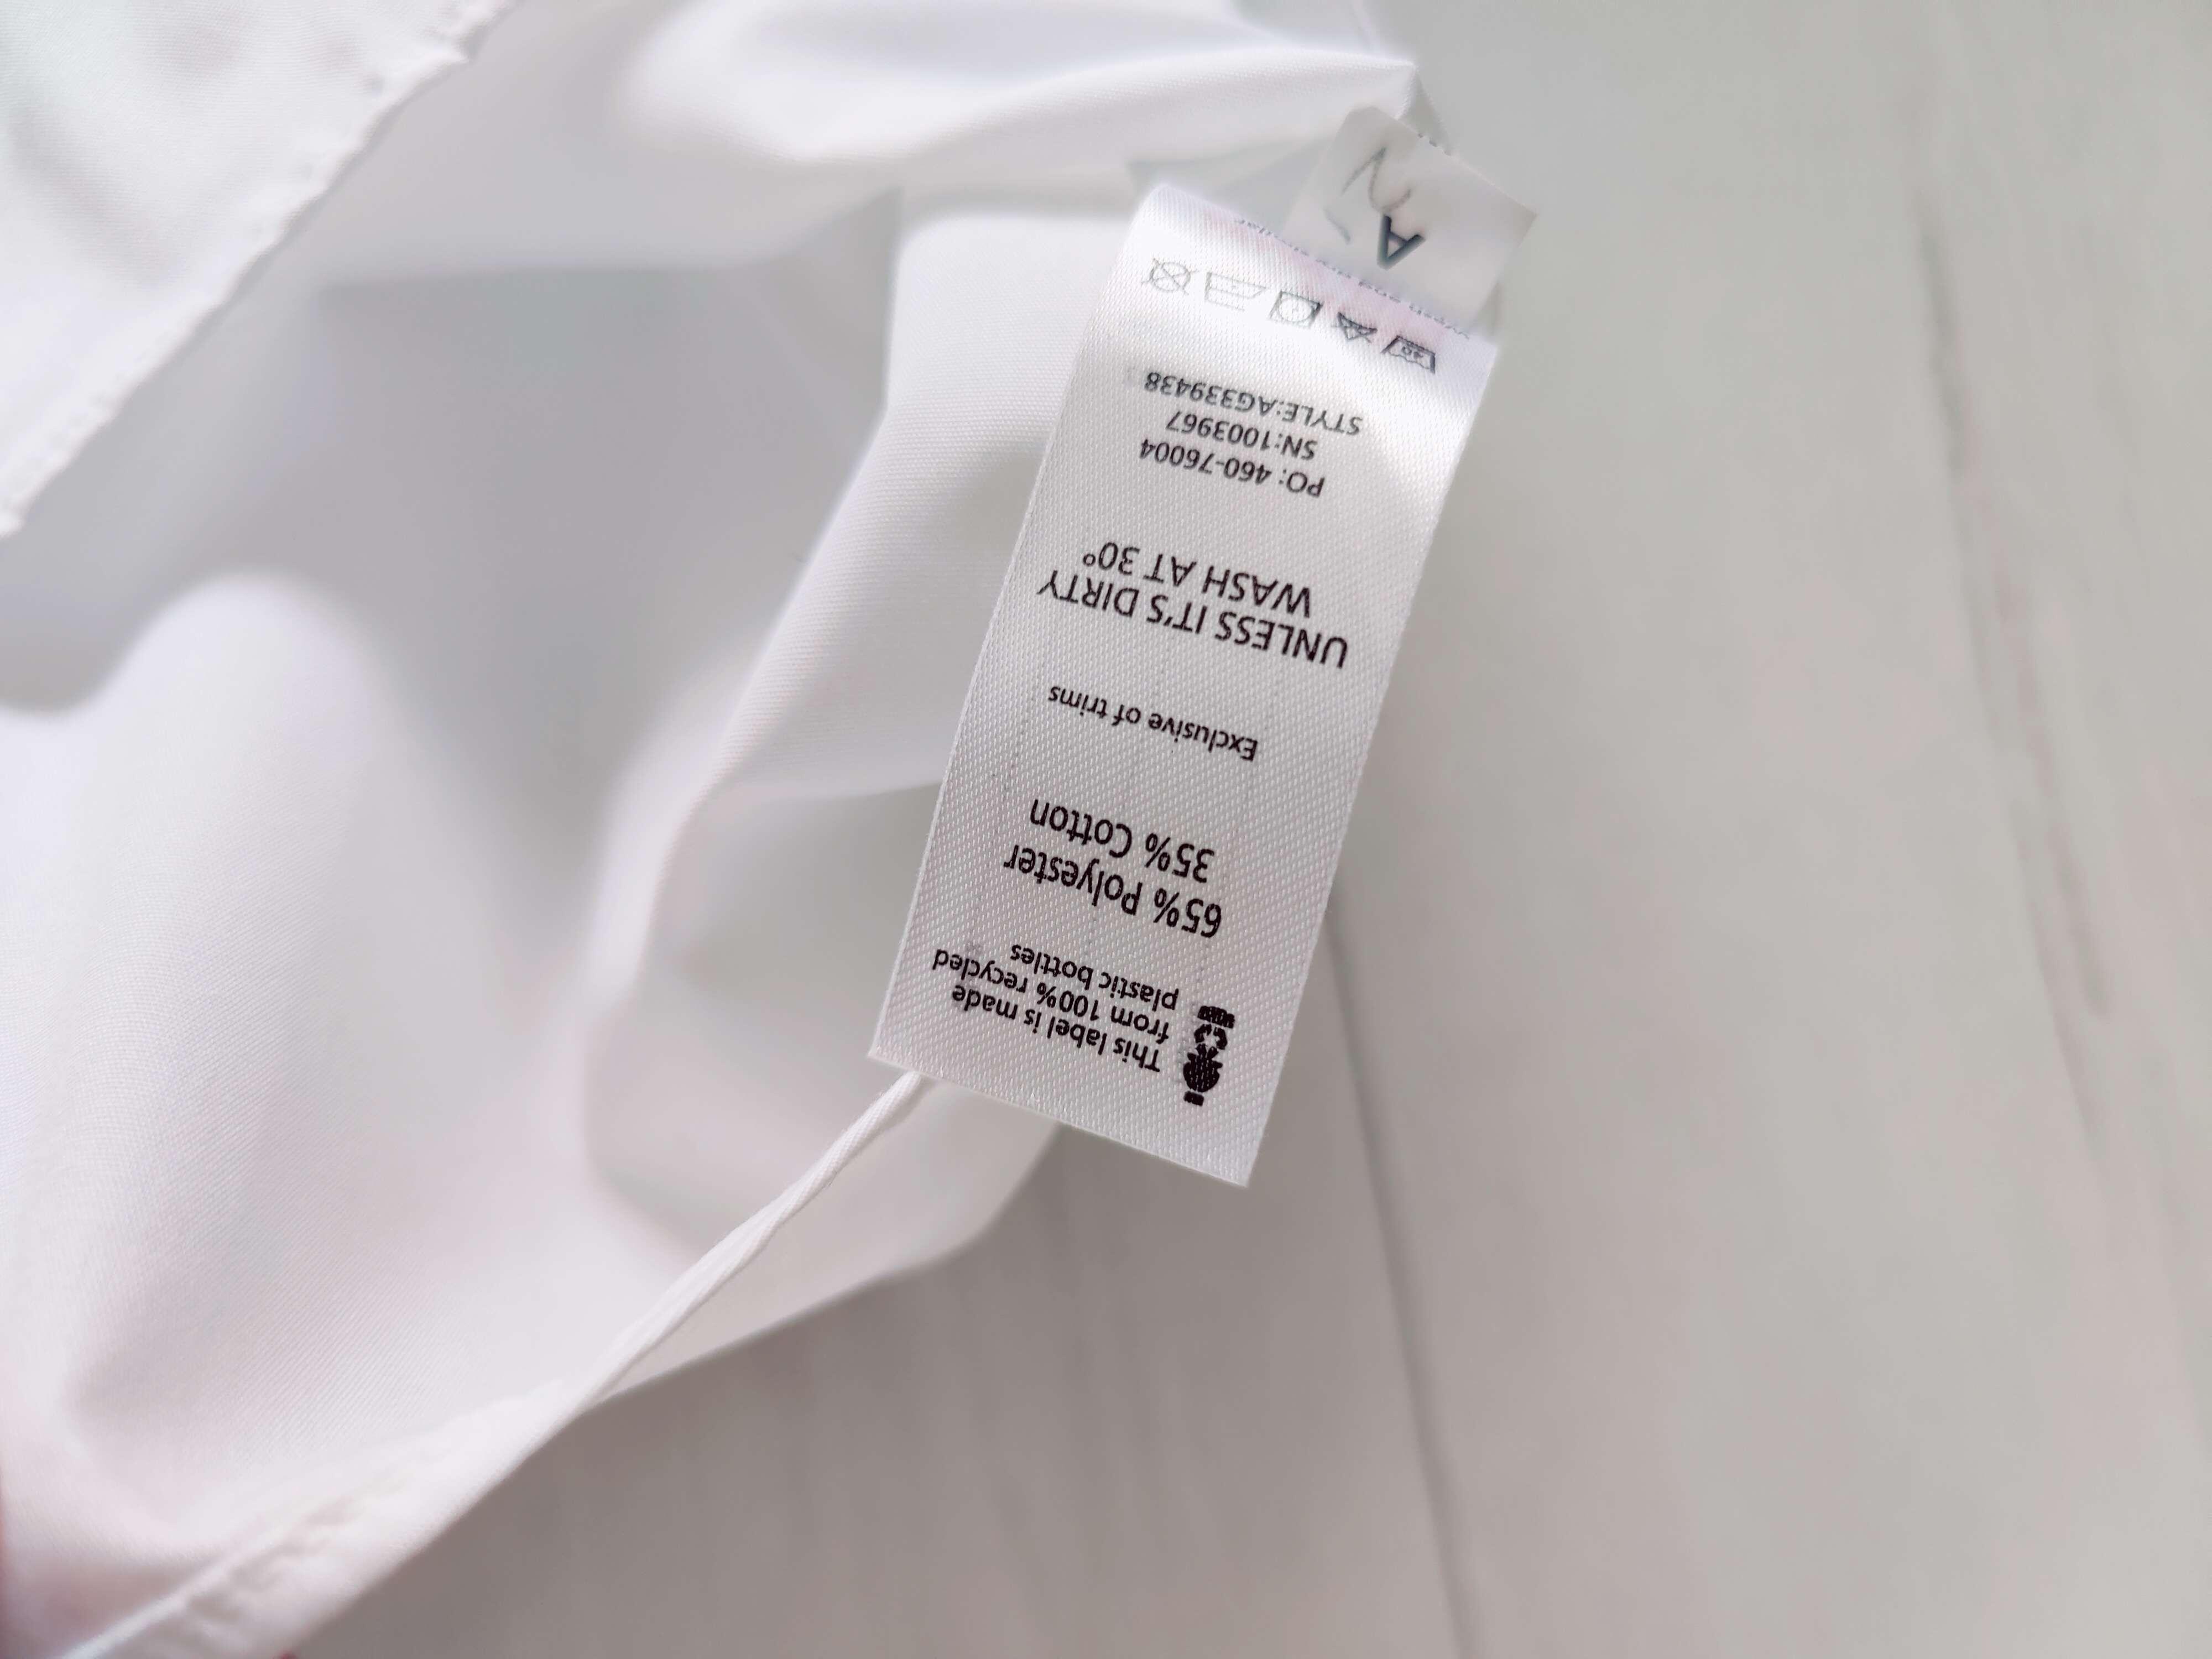 This label is made
from 100% recycled
plastic bottles
65% Polyester
35% Cotton
Exclusive of trims
UNLESS IT'S DIRTY
WASH AT 30°
PO: 460-76004
SN:1003967
STYLE:AG339438
40
A